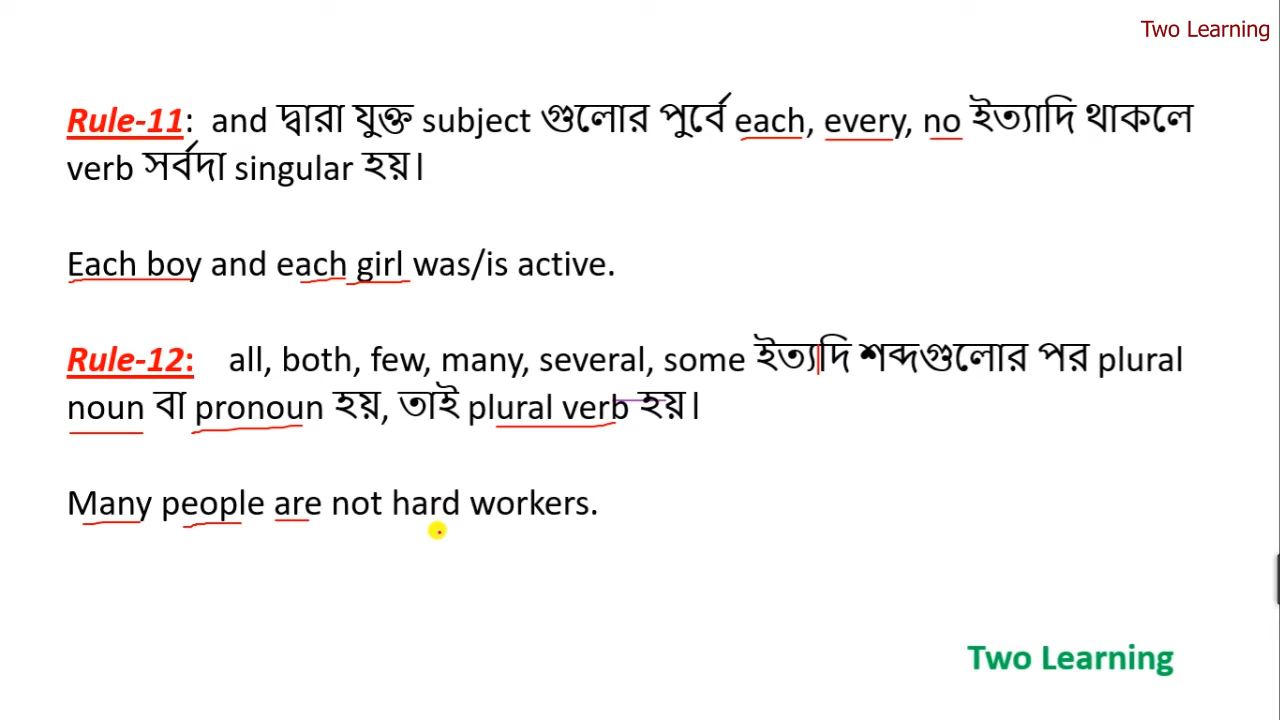 Two Learning
Rule-11: and দ্বারা যুক্ত subject গুলোর পুর্বে each, every, no ইত্যাদি থাকলে
verb সর্বদা singular হয়।
Each boy and each girl was/is active.
Rule-12: all, both, few, many, several, some ইত্যাদি শব্দগুলোর পর plural
noun বা pronoun হয়, তাই plural verb হয়।
Many people are not hard workers.
Two Learning